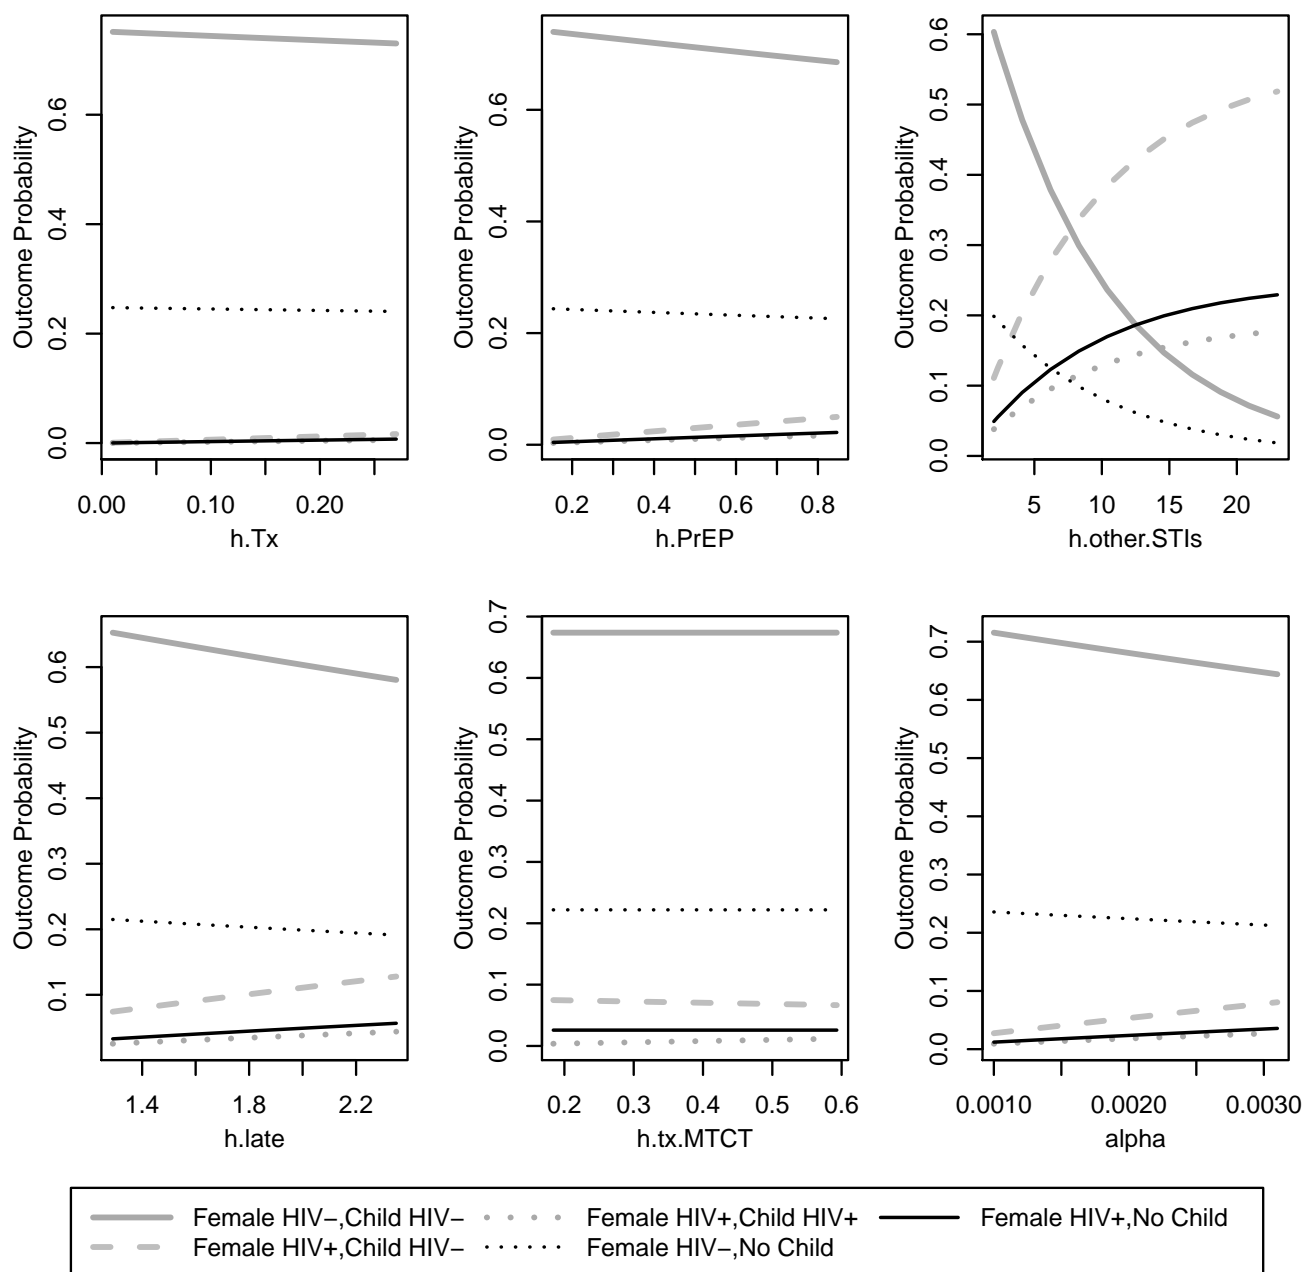 Outcome Probability
0.0 0.2 0.4 0.6
0.00 0.10 0.20
h.Tx
Outcome Probability
0.0 0.2 0.4 0.6
0.2 0.4 0.6 0.8
h.PrEP
Outcome Probability
0.0 0.1 0.2 0.3 0.4 0.5 0.6
5 10 15 20
h.other.STIs
Outcome Probability
0.1 0.2 0.3 0.4 0.5 0.6
1.4 1.8 2.2
h.late
Outcome Probability
0.0 0.1 0.2 0.3 0.4 0.5 0.6 0.7
0.2 0.3 0.4 0.5 0.6
h.tx.MTCT
Outcome Probability
0.0 0.1 0.2 0.3 0.4 0.5 0.6 0.7
0.0010 0.0020 0.0030
alpha
Female HIV−,Child HIV− Female HIV+,Child HIV+ Female HIV+,No Child
Female HIV+,Child HIV− Female HIV−,No Child